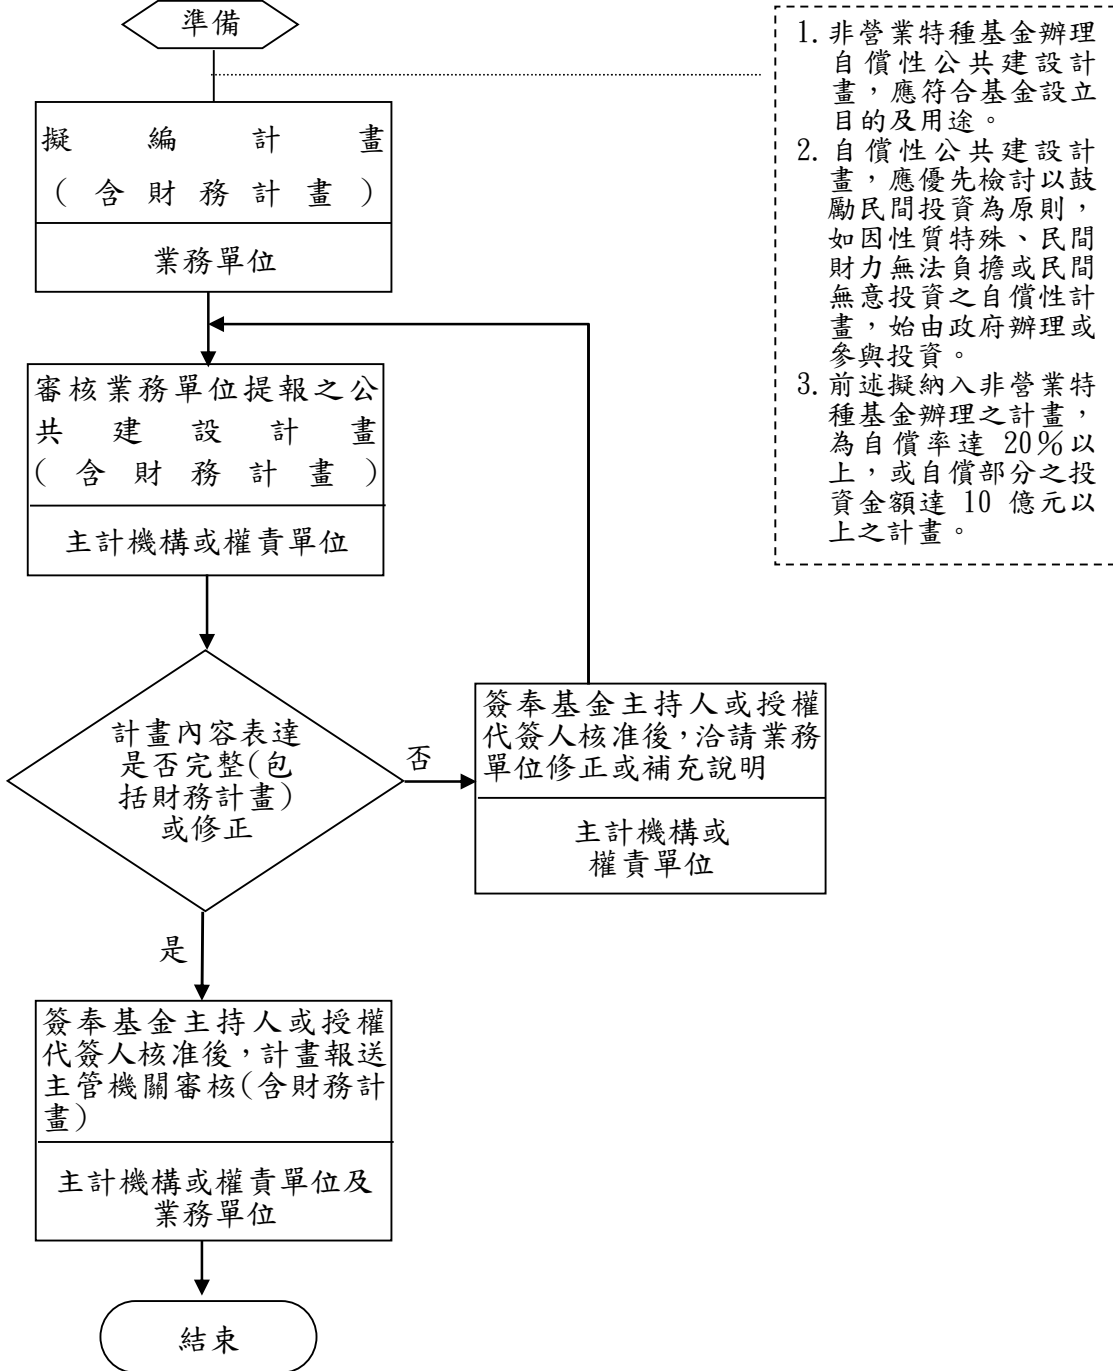 準備
擬編計畫
(含財務計畫)
業務單位
審核業務單位提報之公
共建設計畫
(含財務計畫)
主計機構或權責單位
計畫內容表達
是否完整(包
括財務計畫)
或修正
否
簽奉基金主持人或授權
代簽人核准後,洽請業務
單位修正或補充說明
主計機構或
權責單位
是
簽奉基金主持人或授權
代簽人核准後,計畫報送
主管機關審核(含財務計
畫)
主計機構或權責單位及
業務單位
結束
1. 非營業特種基金辦理
自償性公共建設計
畫,應符合基金設立
目的及用途。
2. 自償性公共建設計
畫,應優先檢討以鼓
勵民間投資為原則,
如因性質特殊、民間
財力無法負擔或民間
無意投資之自償性計
畫,始由政府辦理或
參與投資。
3. 前述擬納入非營業特
種基金辦理之計畫,
為自償率達 20%以
上,或自償部分之投
資金額達 10 億元以
上之計畫。